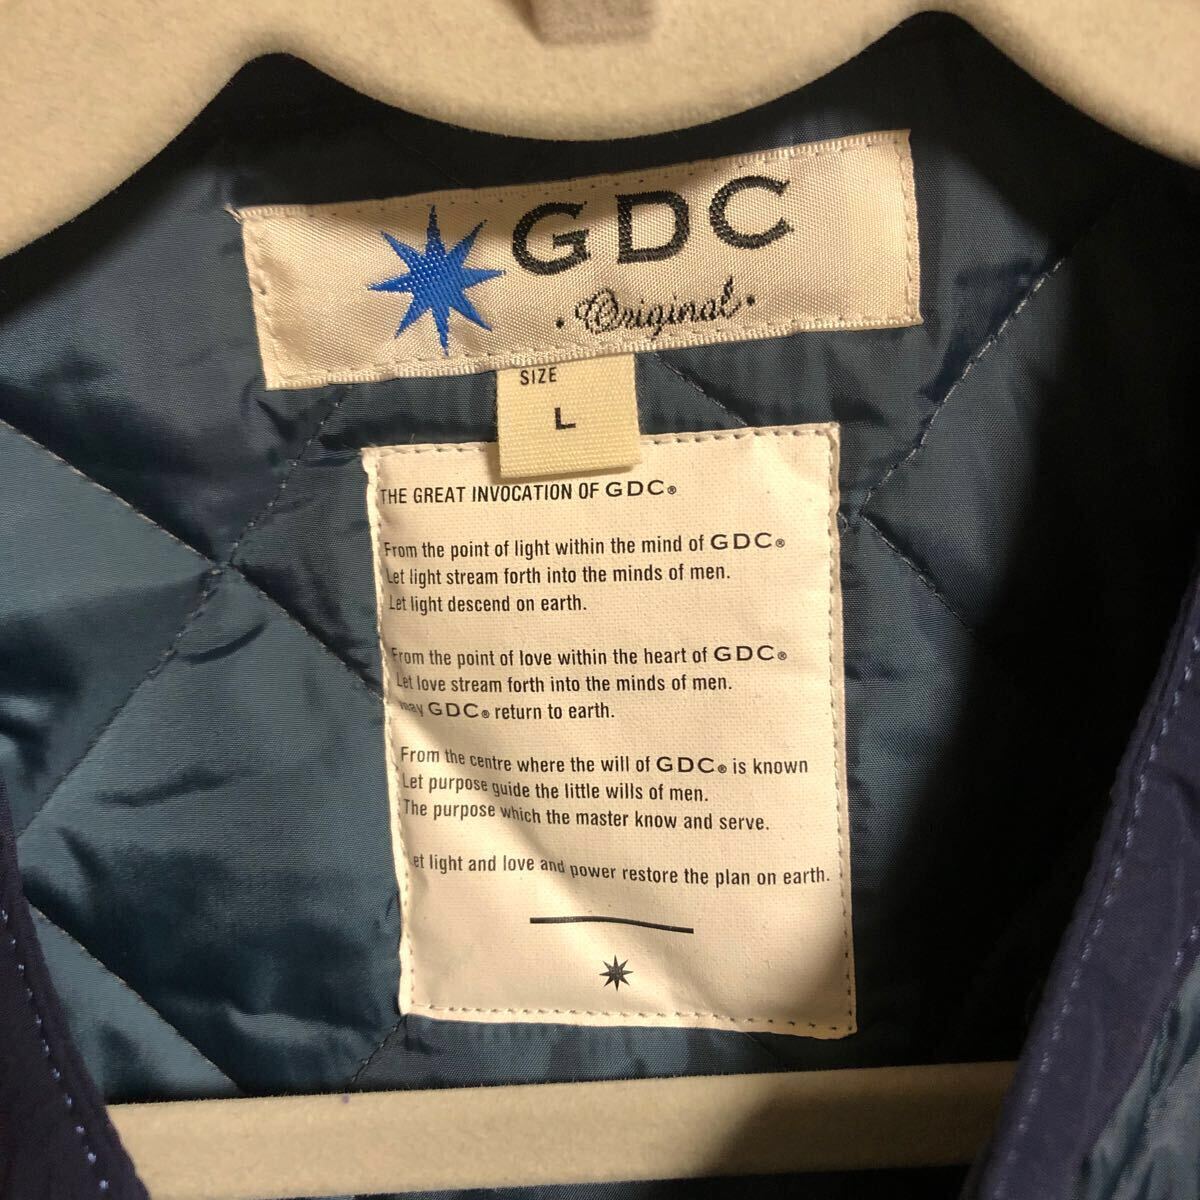 GDC
· Original ·
SIZE
L
THE GREAT INVOCATION OF GDC®
From the point of light within the mind of GDC®
Let light stream forth into the minds of men.
Let light descend on earth.
From the point of love within the heart of GDC®
Let love stream forth into the minds of men.
may GDC® return to earth.
From the centre where the will of GDC® is known
Let purpose guide the little wills of men.
The purpose which the master know and serve.
Let light and love and power restore the plan on earth.